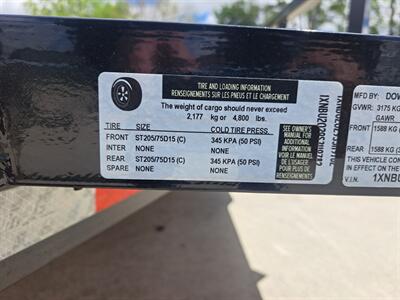 TIRE AND LOADING INFORMATION
RENSEIGNEMENTS SUR LES PNEUS ET LE CHARGEMENT
The weight of cargo should never exceed
2,177 kg or 4,800 lbs.
TIRE SIZE COLD TIRE PRESS.
FRONT ST205/75D15 (C) 345 KPA (50 PSI)
INTER NONE NONE
REAR ST205/75D15 (C) 345 KPA (50 PSI)
SPARE NONE NONE
SEE OWNER'S
MANUAL FOR
ADDITIONAL
INFORMATION
VOIR LE MANUEL
DE L'USAGER
POUR PLUS DE
RENSEIGNEMENTS
MFD BY: DOW
GVWR: 3175 K
GAWR
FRONT 1588 KG
REAR 1588 KG (3
THIS VEHICLE CON
IN EFFECT
V.I.N. 1XNBU